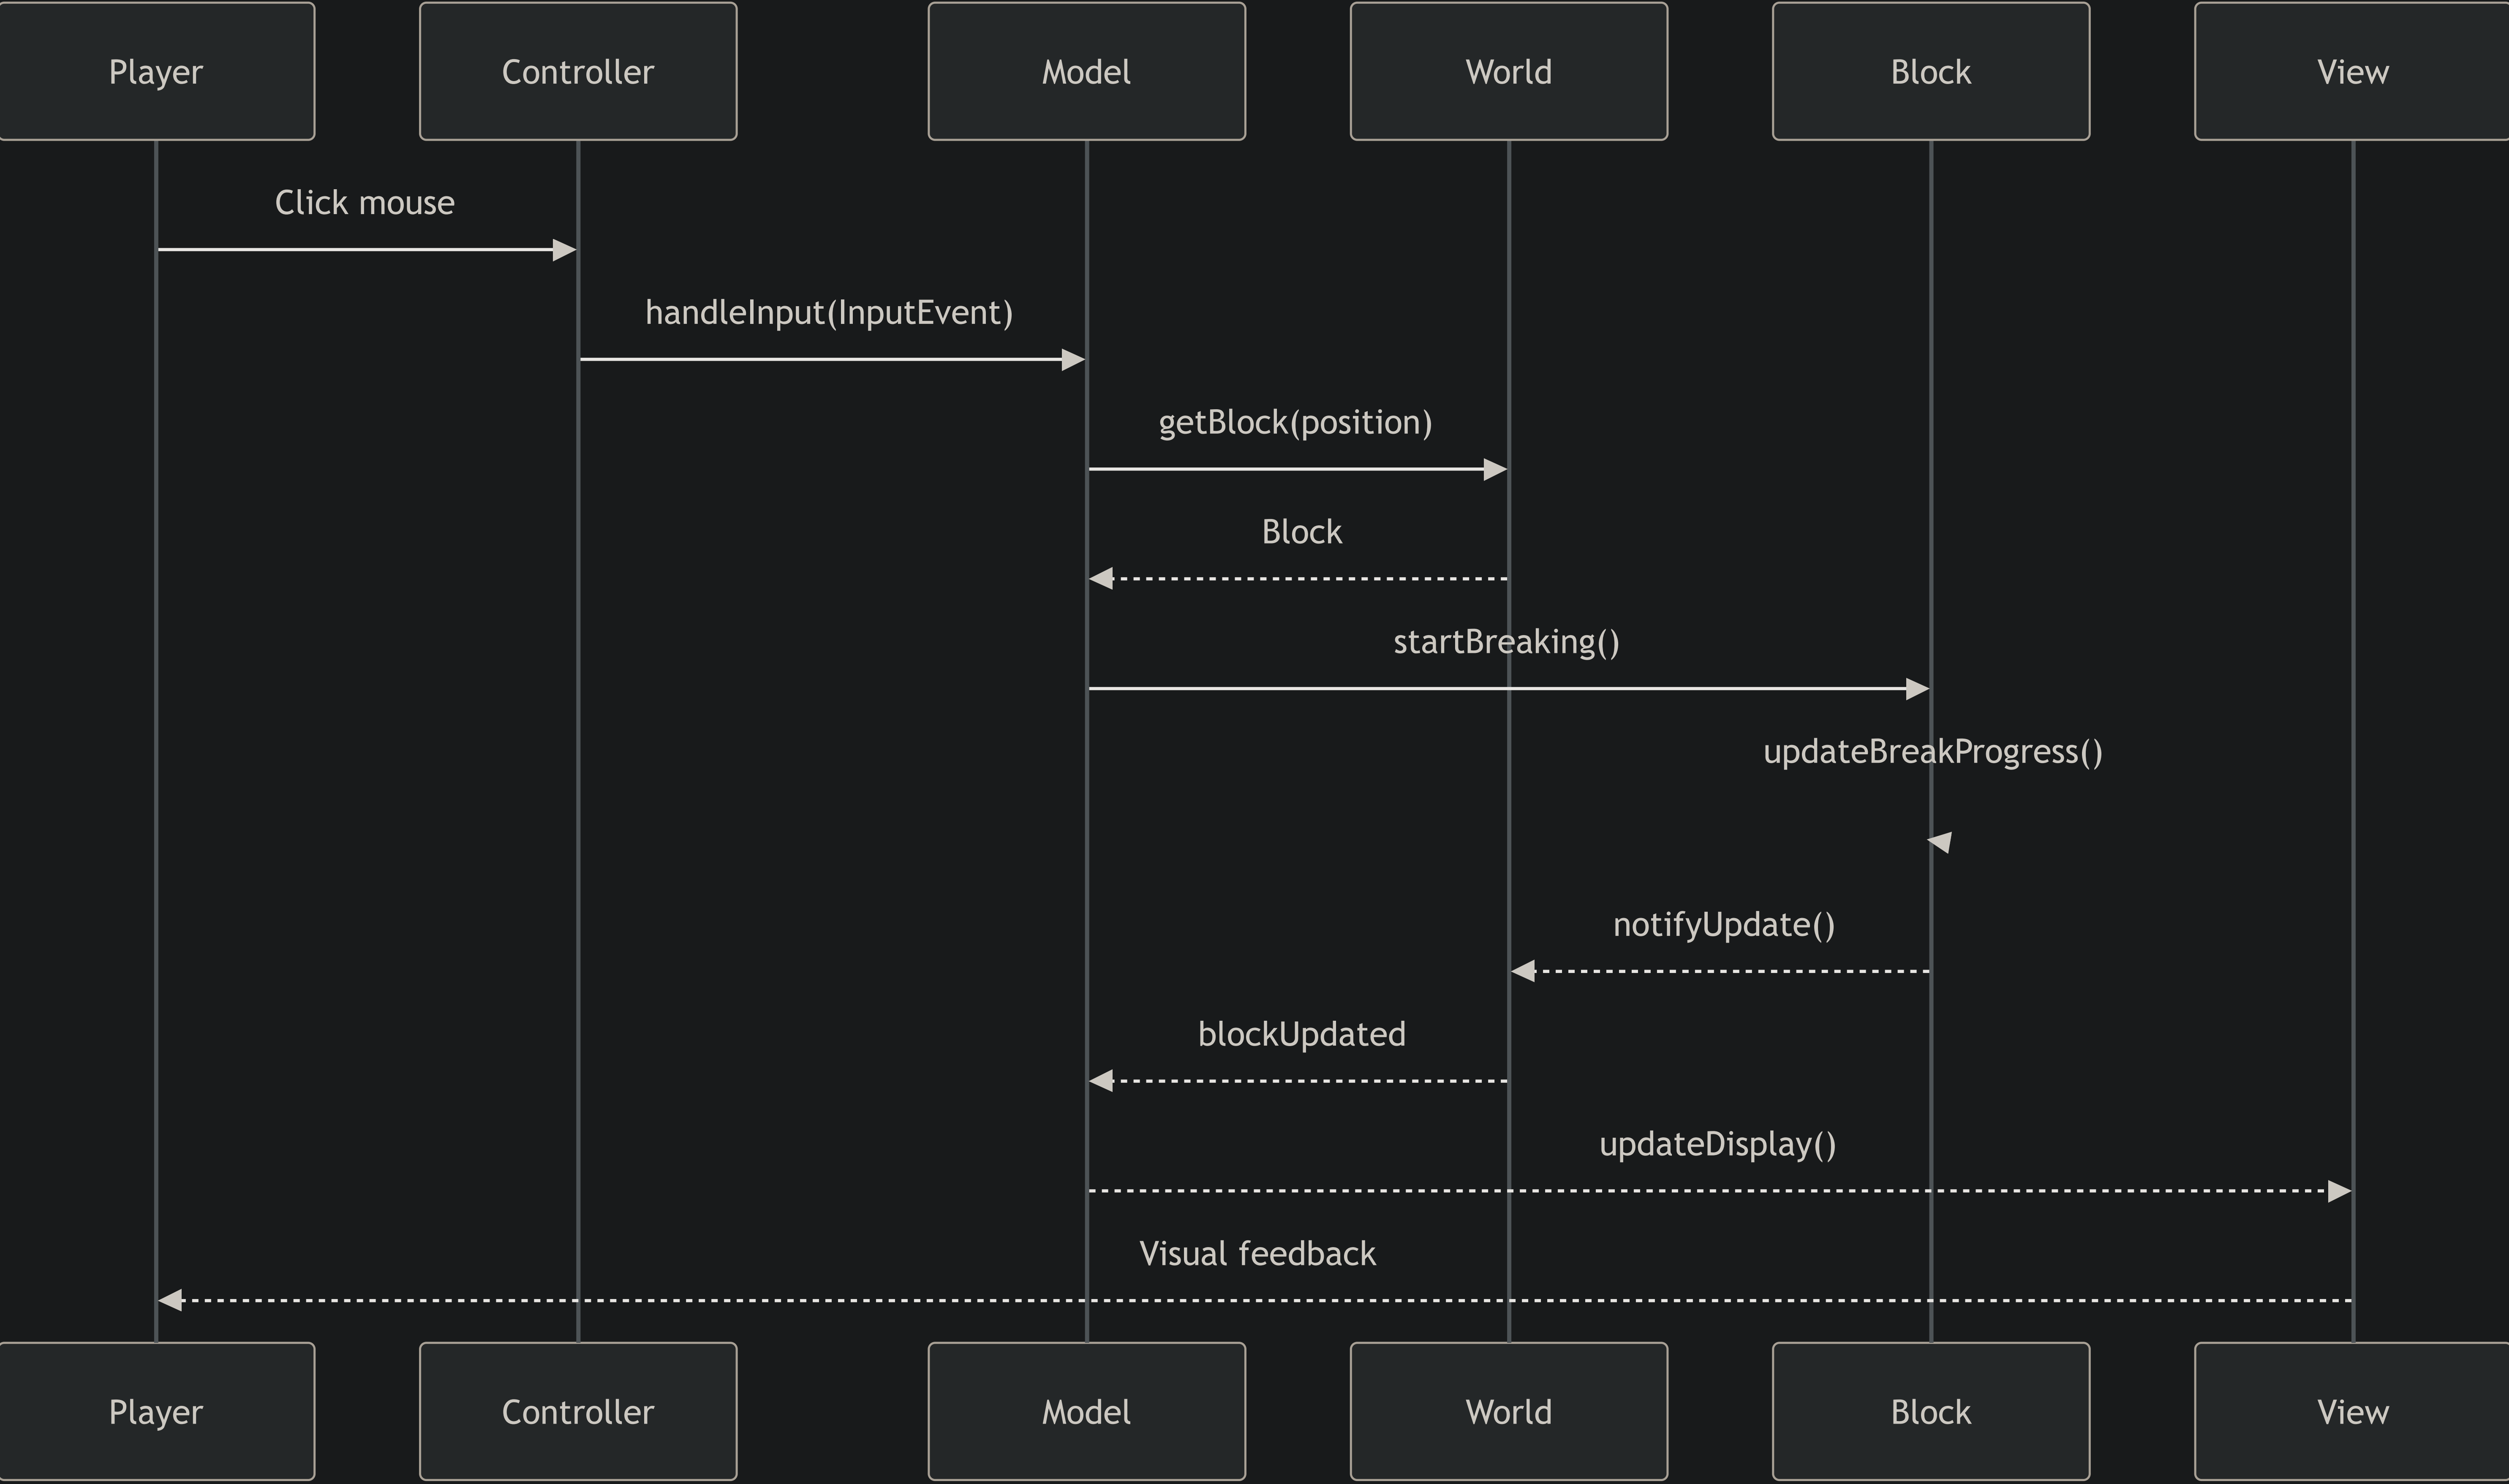 Player
Controller
Model
World
Block
View
Click mouse
handleInput(InputEvent)
getBlock(position)
Block
startBreaking()
updateBreakProgress()
notifyUpdate()
blockUpdated
updateDisplay()
Visual feedback
Player
Controller
Model
World
Block
View